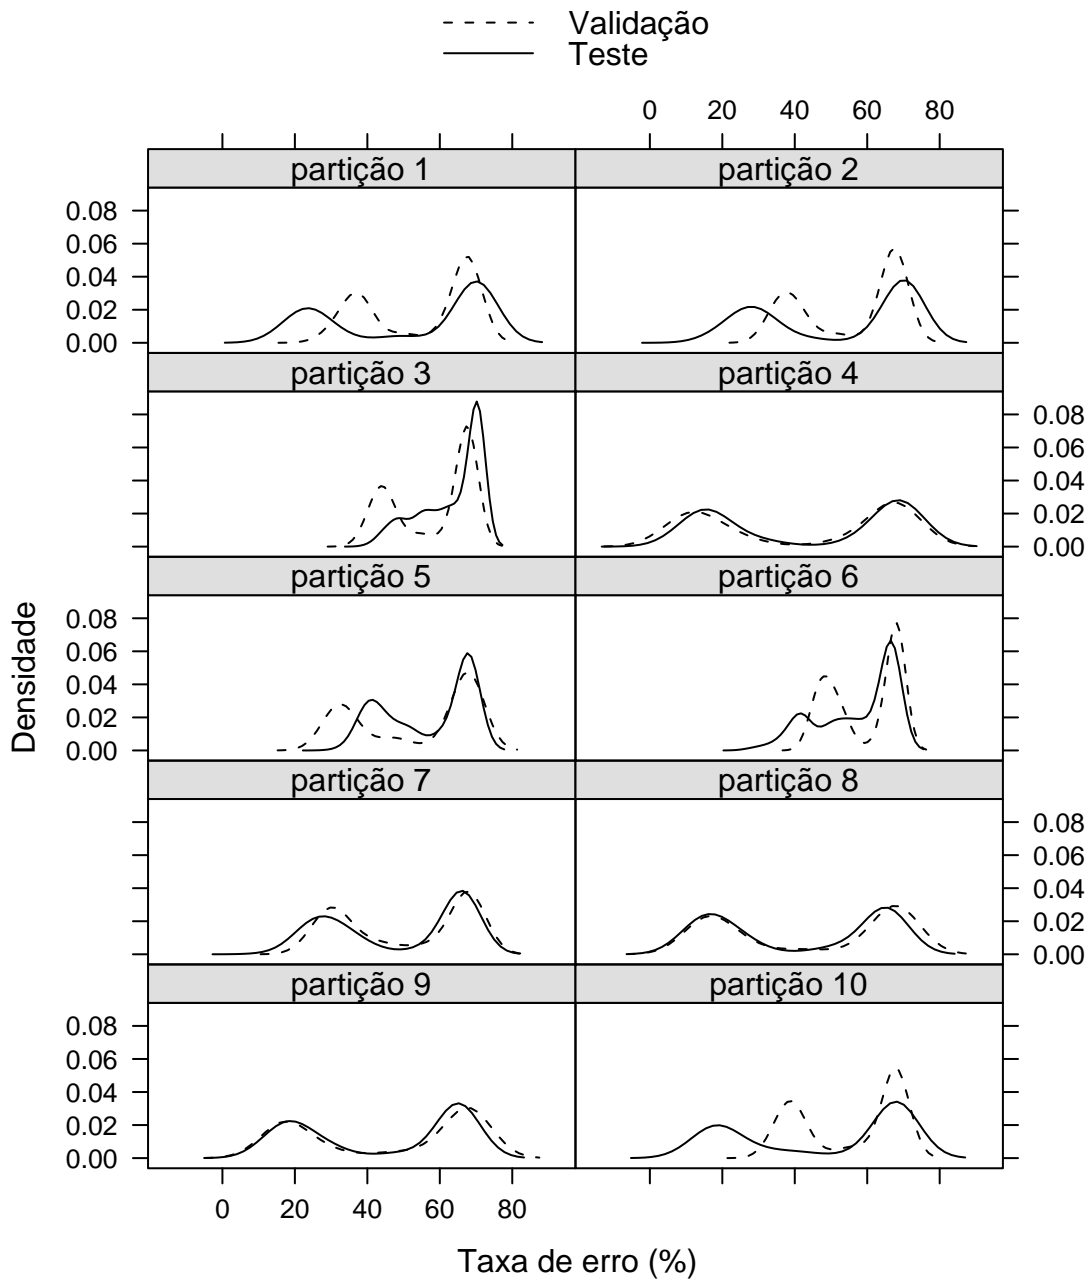 Validação
Teste
0 20 40 60 80
partição 1 partição 2
0.08
0.06
0.04
0.02
0.00
partição 3 partição 4
0.08
0.06
0.04
0.02
0.00
partição 5 partição 6
0.08
0.06
0.04
0.02
0.00
partição 7 partição 8
0.08
0.06
0.04
0.02
0.00
partição 9 partição 10
0.08
0.06
0.04
0.02
0.00
0 20 40 60 80
Densidade
Taxa de erro (%)